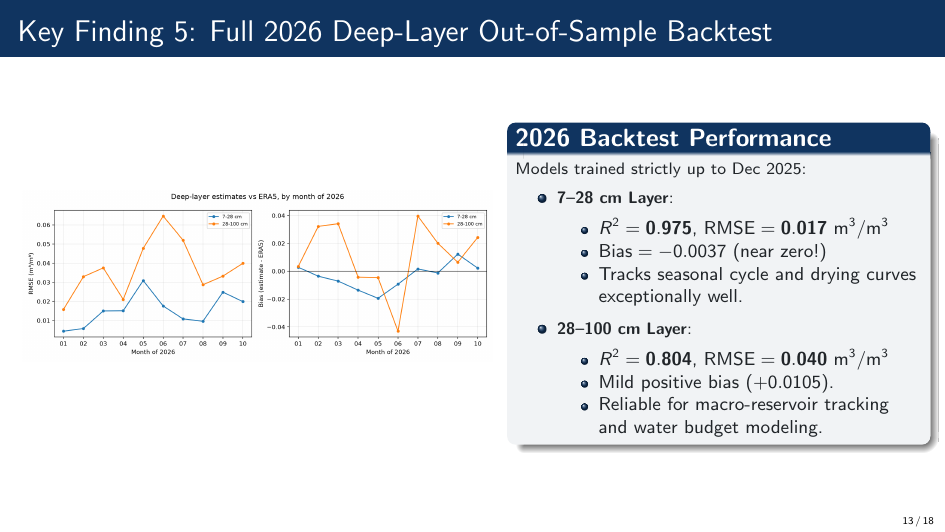 Key Finding 5: Full 2026 Deep-Layer Out-of-Sample Backtest
Deep-layer estimates vs ERA5, by month of 2026
RMSE (m³/m³)
0.06
0.05
0.04
0.03
0.02
0.01
7-28 cm
28-100 cm
01 02 03 04 05 06 07 08 09 10
Month of 2026
Bias (estimate - ERA5)
0.04
0.02
0.00
−0.02
−0.04
7-28 cm
28-100 cm
01 02 03 04 05 06 07 08 09 10
Month of 2026
2026 Backtest Performance
Models trained strictly up to Dec 2025:
7–28 cm Layer:
R² = 0.975, RMSE = 0.017 m³/m³
Bias = −0.0037 (near zero!)
Tracks seasonal cycle and drying curves
exceptionally well.
28–100 cm Layer:
R² = 0.804, RMSE = 0.040 m³/m³
Mild positive bias (+0.0105).
Reliable for macro-reservoir tracking
and water budget modeling.
13 / 18